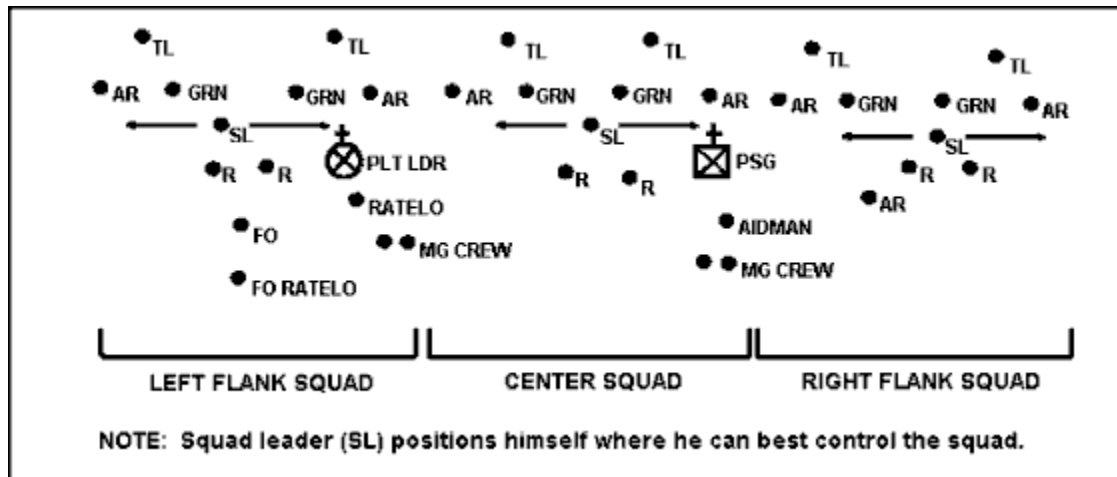 TL TL TL TL TL TL
AR GRN GRN AR AR GRN GRN AR AR GRN GRN AR
SL SL SL
R R PLT LDR R R PSG R R
RATELO AR
FO AIDMAN
MG CREW MG CREW
FO RATELO
LEFT FLANK SQUAD CENTER SQUAD RIGHT FLANK SQUAD
NOTE: Squad leader (SL) positions himself where he can best control the squad.